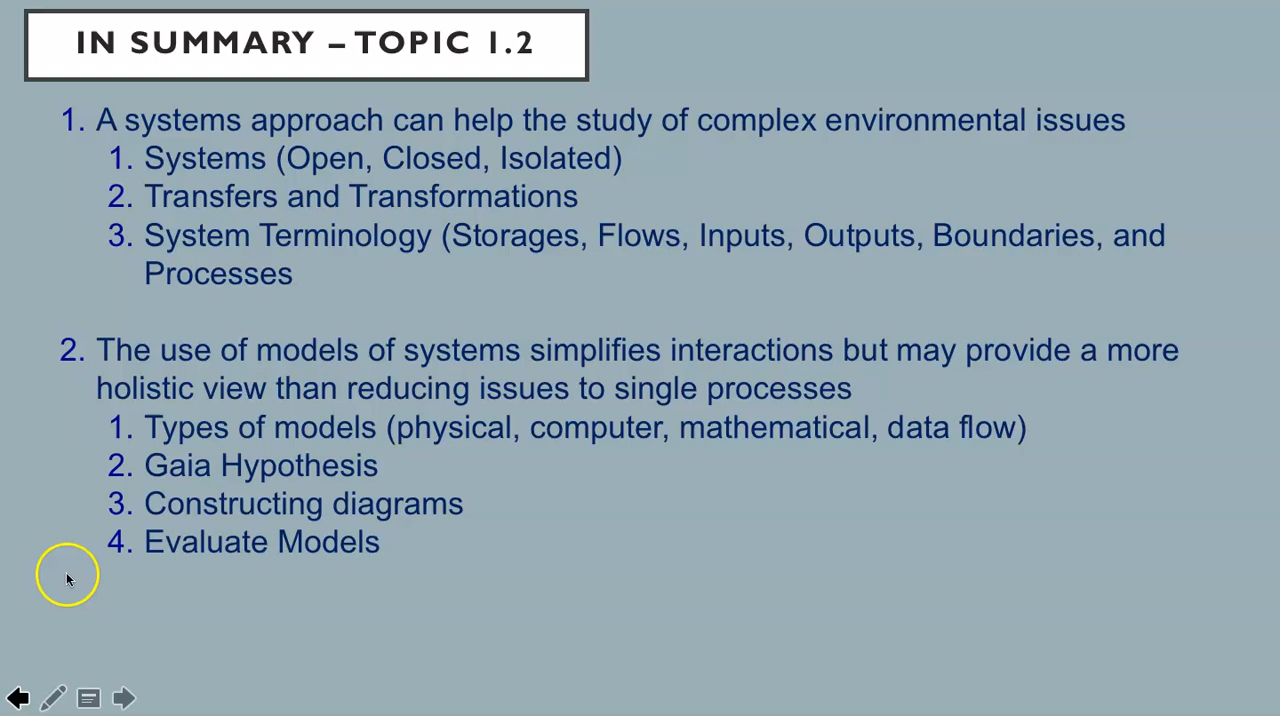 IN SUMMARY – TOPIC 1.2
1. A systems approach can help the study of complex environmental issues
1. Systems (Open, Closed, Isolated)
2. Transfers and Transformations
3. System Terminology (Storages, Flows, Inputs, Outputs, Boundaries, and
Processes
2. The use of models of systems simplifies interactions but may provide a more
holistic view than reducing issues to single processes
1. Types of models (physical, computer, mathematical, data flow)
2. Gaia Hypothesis
3. Constructing diagrams
4. Evaluate Models